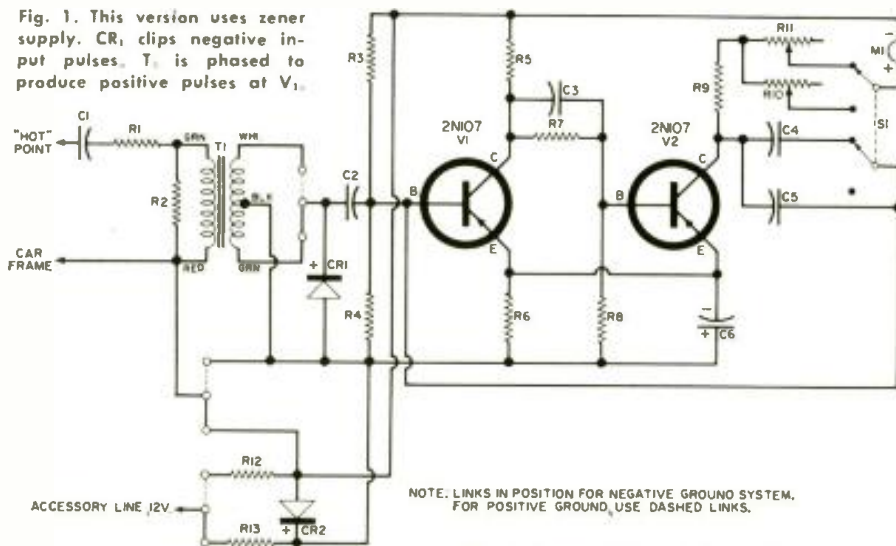 Fig. 1. This version uses zener
supply. CR1 clips negative in-
put pulses. T is phased to
produce positive pulses at V1.
R3
R5
C3
R7
2N107
V1
2N107
V2
R9
R11
R10
M1
-
+
S1
C4
C5
"HOT"
POINT
C1
R1
GRN
T1
WHI
BLK
R2
RED
GRN
C2
B
C
E
B
C
E
CAR
FRAME
+
CR1
R4
R6
R8
-
+
C6
R12
ACCESSORY LINE, 12V.
R13
+
CR2
NOTE. LINKS IN POSITION FOR NEGATIVE GROUND SYSTEM.
FOR POSITIVE GROUND, USE DASHED LINKS.